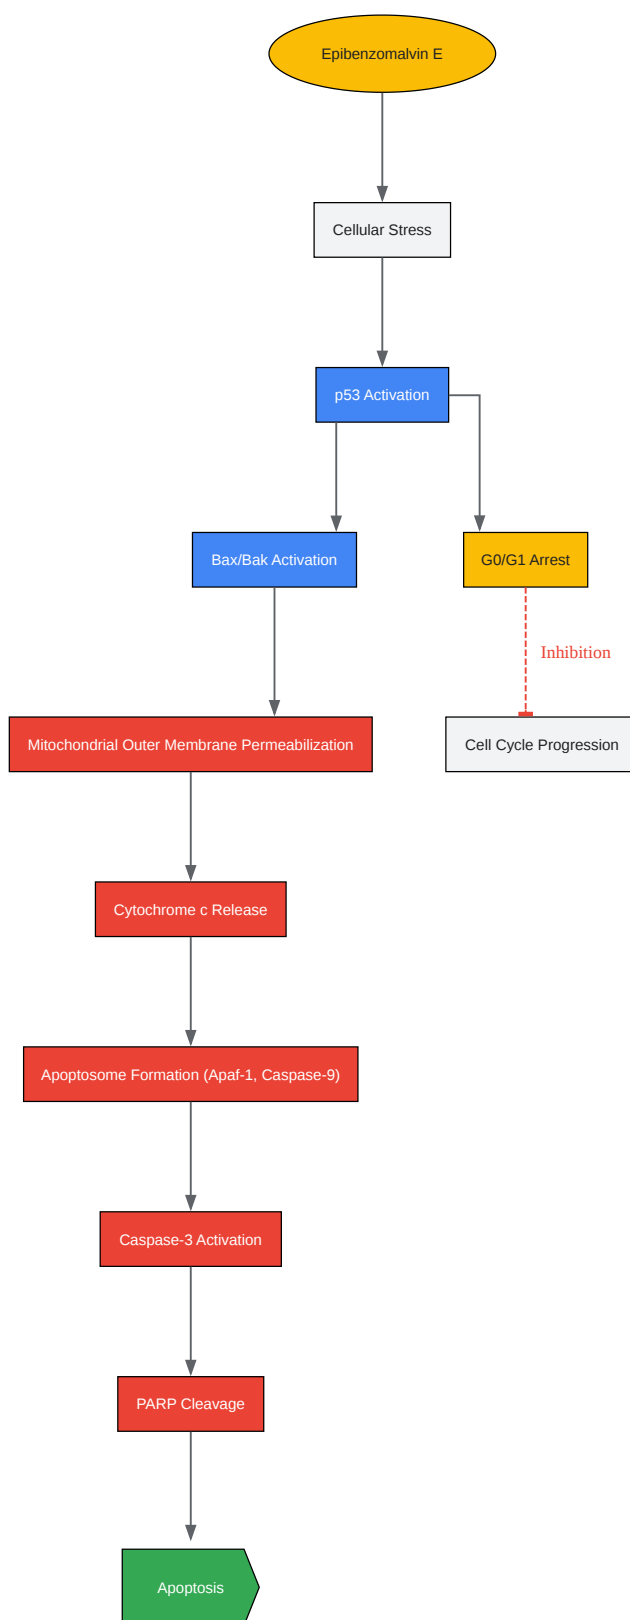 Epibenzomalvin E
Cellular Stress
p53 Activation
Bax/Bak Activation
G0/G1 Arrest
Inhibition
Mitochondrial Outer Membrane Permeabilization
Cell Cycle Progression
Cytochrome c Release
Apoptosome Formation (Apaf-1, Caspase-9)
Caspase-3 Activation
PARP Cleavage
Apoptosis